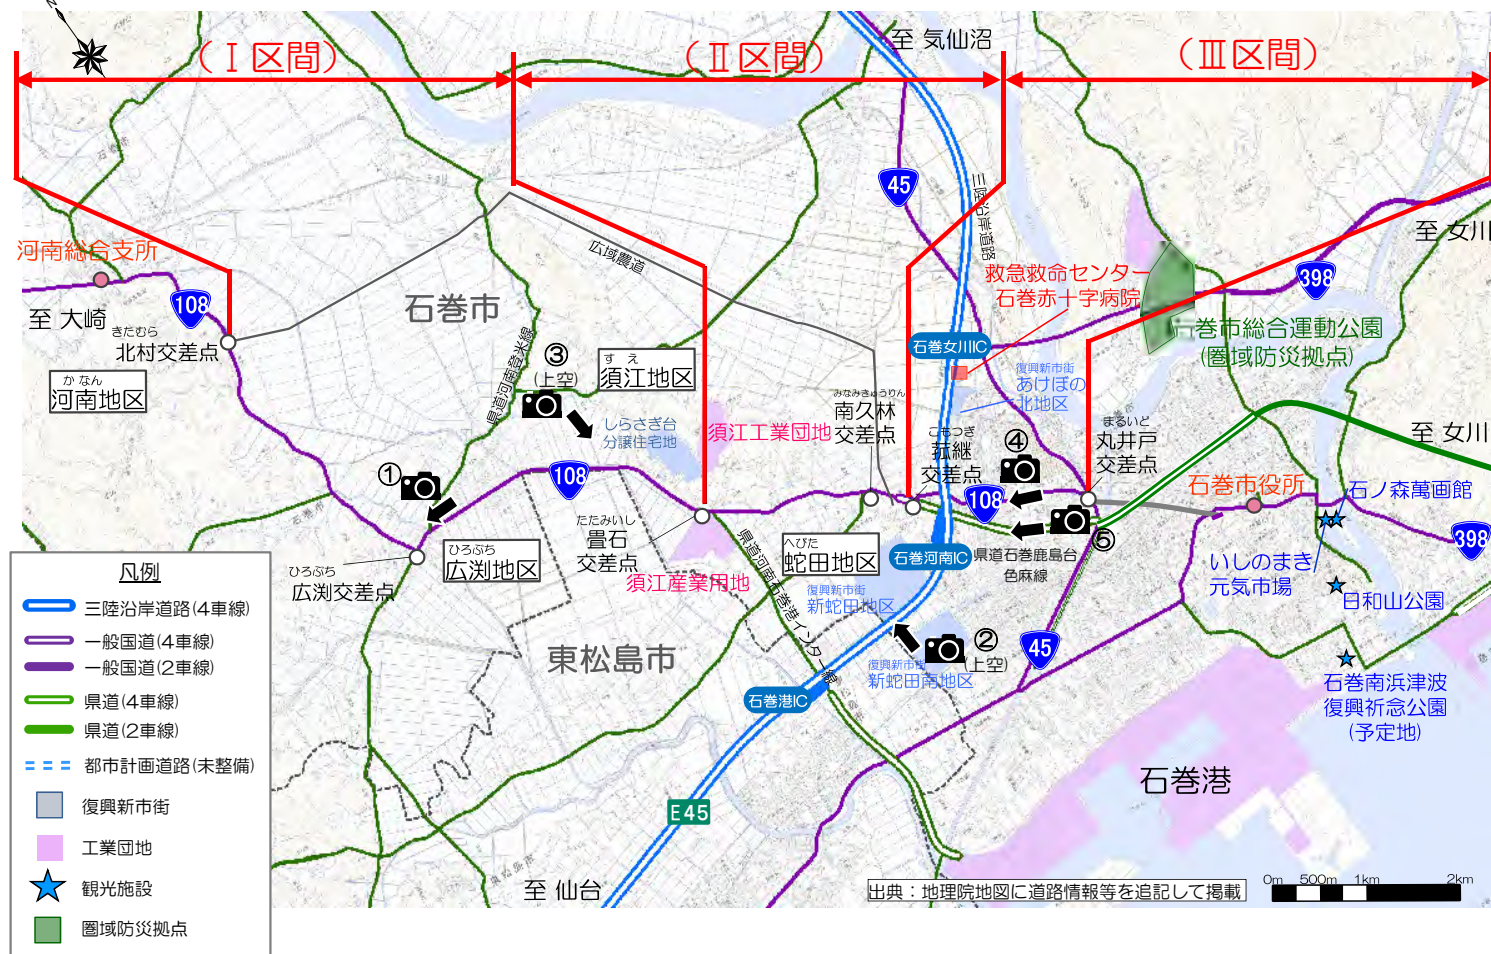 N
(Ⅰ区間)
(Ⅱ区間)
(Ⅲ区間)
至 気仙沼
45
三陸沿岸道路
至 女川
398
河南総合支所
108
至 大崎
きたむら
北村交差点
かなん
河南地区
石巻市
広域農道
県道河南登米線
③
(上空)
すえ
須江地区
しらさぎ台
分譲住宅地
須江工業団地
救急救命センター
石巻赤十字病院
石巻女川IC
復興新市街
あけぼの
北地区
石巻市総合運動公園
(圏域防災拠点)
みなみきゅうりん
南久林
交差点
こもつぎ
菰継
交差点
④
まるいど
丸井戸
交差点
至 女川
石巻市役所
石ノ森萬画館
398
①
108
108
⑤
たたみいし
畳石
交差点
へびた
蛇田地区
石巻河南IC
県道石巻鹿島台
色麻線
いしのまき
元気市場
日和山公園
ひろぶち
広渕交差点
ひろぶち
広渕地区
須江産業用地
県道河南石巻港インター線
復興新市街
新蛇田地区
②
(上空)
復興新市街
新蛇田南地区
45
東松島市
石巻港IC
石巻南浜津波
復興祈念公園
(予定地)
石巻港
E45
至 仙台
凡例
三陸沿岸道路(4車線)
一般国道(4車線)
一般国道(2車線)
県道(4車線)
県道(2車線)
都市計画道路(未整備)
復興新市街
工業団地
観光施設
圏域防災拠点
出典：地理院地図に道路情報等を追記して掲載
0m 500m 1km 2km